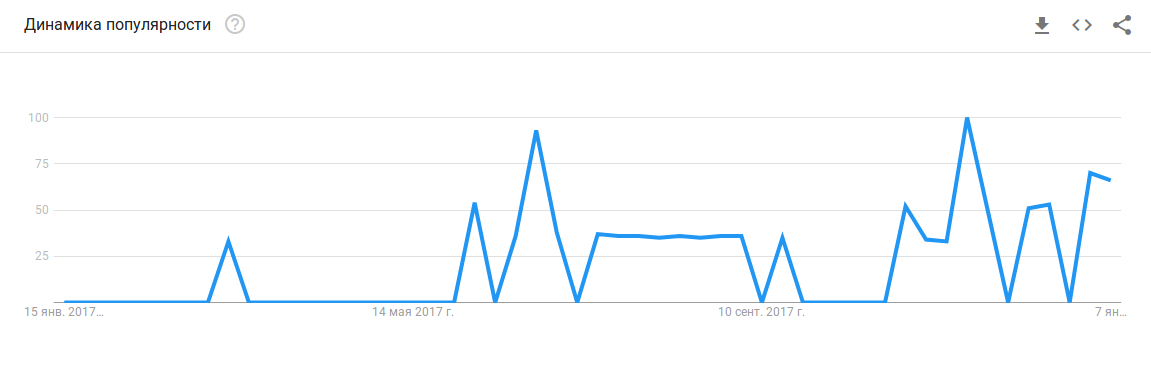 Динамика популярности ?
100
75
50
25
15 янв. 2017…
14 мая 2017 г.
10 сент. 2017 г.
7 ян…